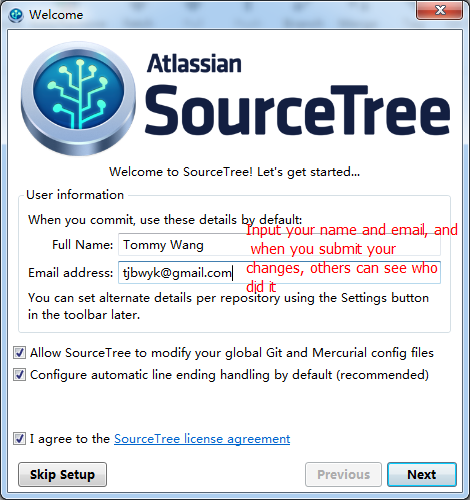 Welcome
Atlassian
SourceTree
Welcome to SourceTree! Let's get started...
User information
When you commit, use these details by default:
Full Name: Tommy Wang
Email address: tjbwyk@gmail.com
Input your name and email, and
when you submit your
changes, others can see who
did it
You can set alternate details per repository using the Settings button
in the toolbar later.
Allow SourceTree to modify your global Git and Mercurial config files
Configure automatic line ending handling by default (recommended)
I agree to the SourceTree license agreement
Skip Setup
Previous
Next